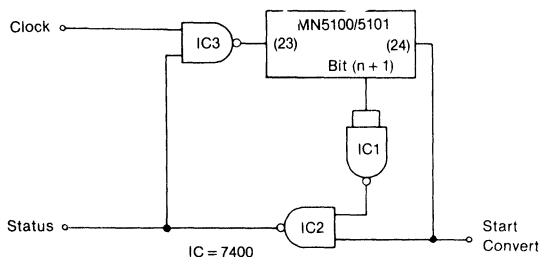 Clock
IC3
MN5100/5101
(23)
(24)
Bit (n + 1)
IC1
Status
IC2
Start
Convert
IC = 7400